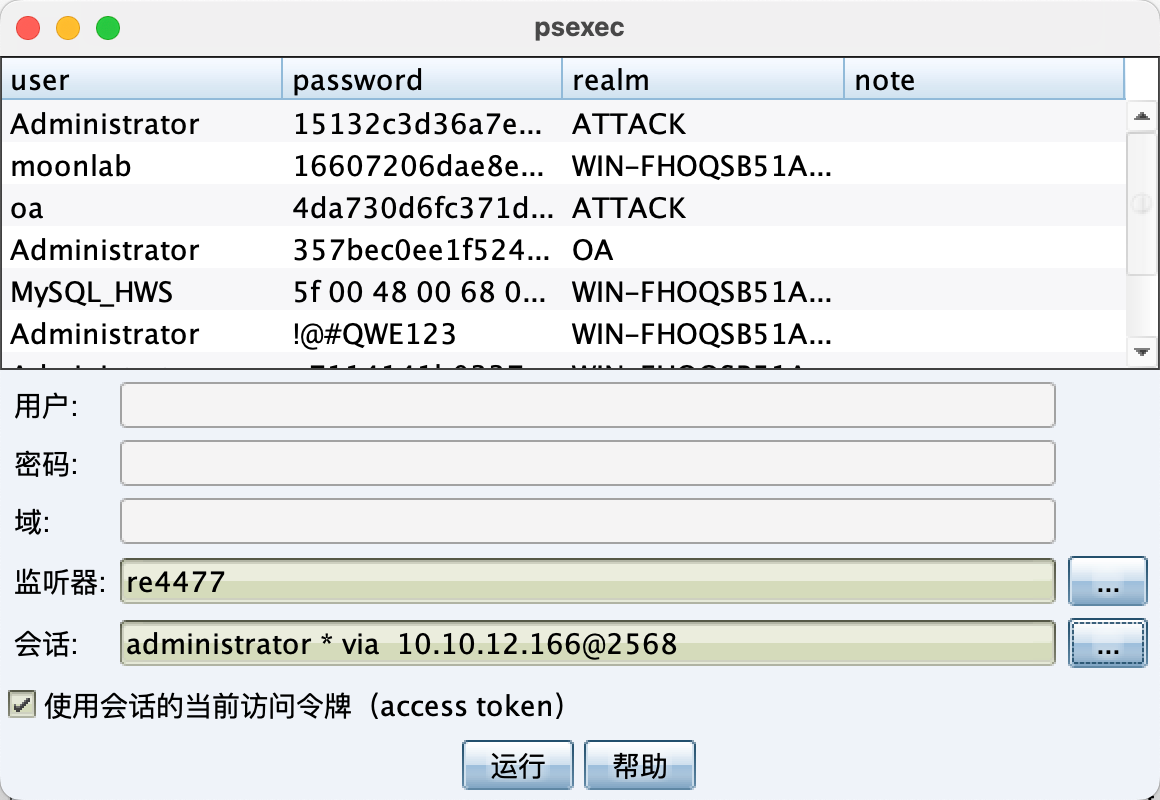 psexec
user password realm note
Administrator 15132c3d36a7e... ATTACK
moonlab 16607206dae8e... WIN-FHOQSB51A...
oa 4da730d6fc371d... ATTACK
Administrator 357bec0ee1f524... OA
MySQL_HWS 5f 00 48 00 68 0... WIN-FHOQSB51A...
Administrator !@#QWE123 WIN-FHOQSB51A...
用户:
密码:
域:
监听器: re4477 ...
会话: administrator * via 10.10.12.166@2568 ...
使用会话的当前访问令牌（access token）
运行 帮助